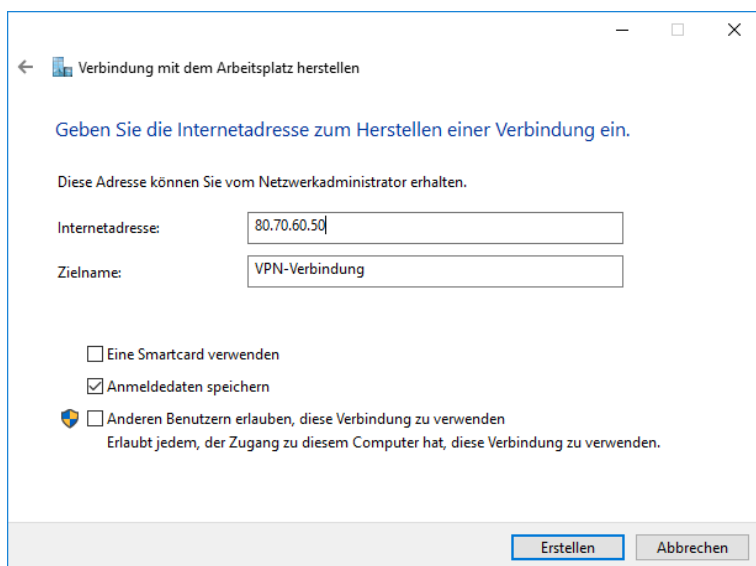 Verbindung mit dem Arbeitsplatz herstellen
Geben Sie die Internetadresse zum Herstellen einer Verbindung ein.
Diese Adresse können Sie vom Netzwerkadministrator erhalten.
Internetadresse: 80.70.60.50
Zielname: VPN-Verbindung
Eine Smartcard verwenden
Anmeldedaten speichern
Anderen Benutzern erlauben, diese Verbindung zu verwenden
Erlaubt jedem, der Zugang zu diesem Computer hat, diese Verbindung zu verwenden.
Erstellen Abbrechen